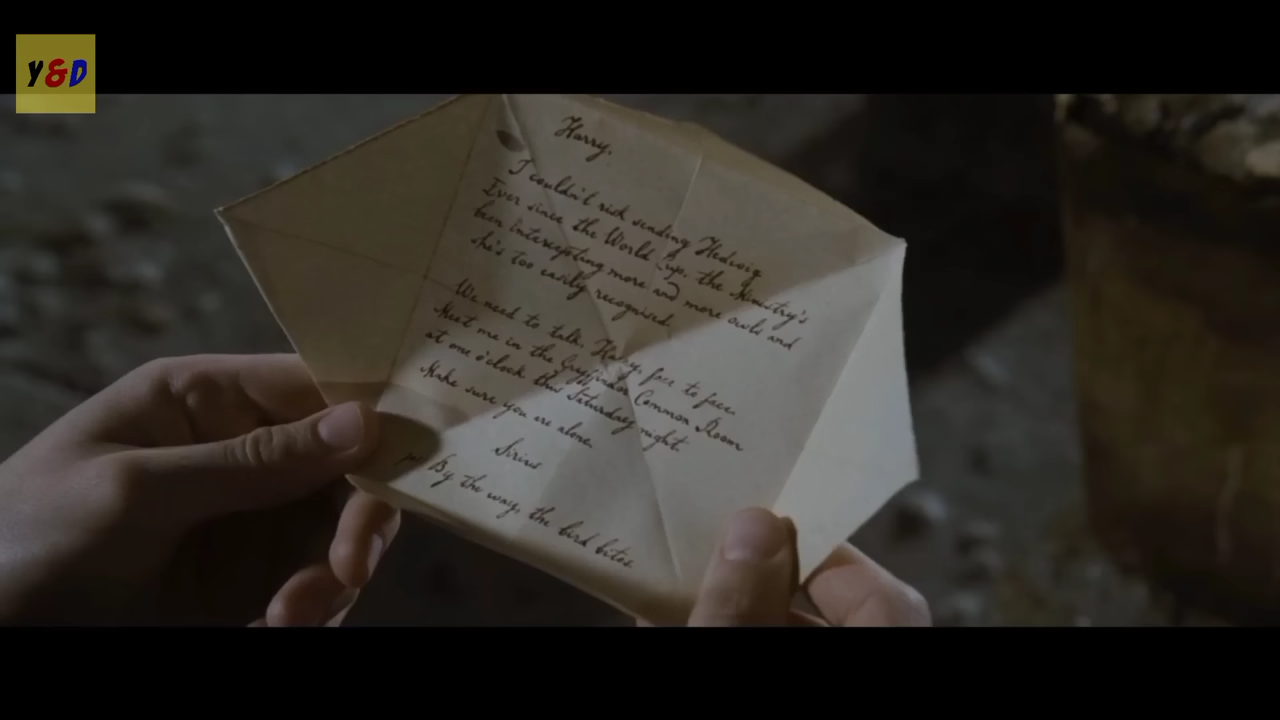 Y&D
Harry,
I couldn't risk sending Hedwig
Ever since the World Cup, the Ministry's
been intercepting more and more owls and
she's too easily recognised.
We need to talk, Harry, face to face.
Meet me in the Gryffindor Common Room
at one o'clock this Saturday night.
Make sure you are alone.
Sirius
ps By the way, the bird bites.